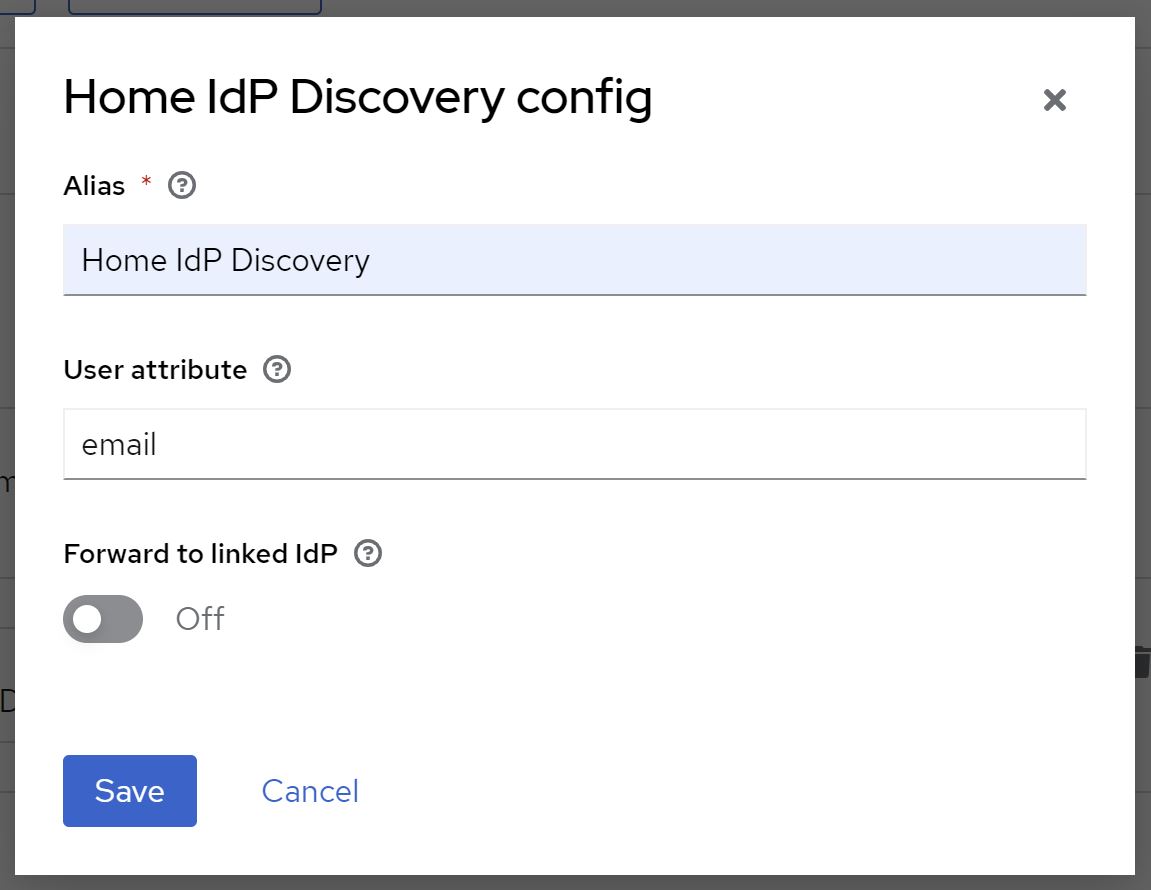 Home IdP Discovery config
Alias *
Home IdP Discovery
User attribute
email
Forward to linked IdP
Off
Save Cancel